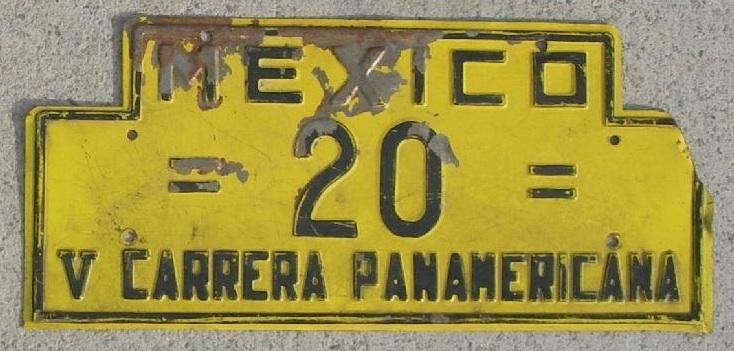 MEXICO
= 20 =
V CARRERA PANAMERICANA